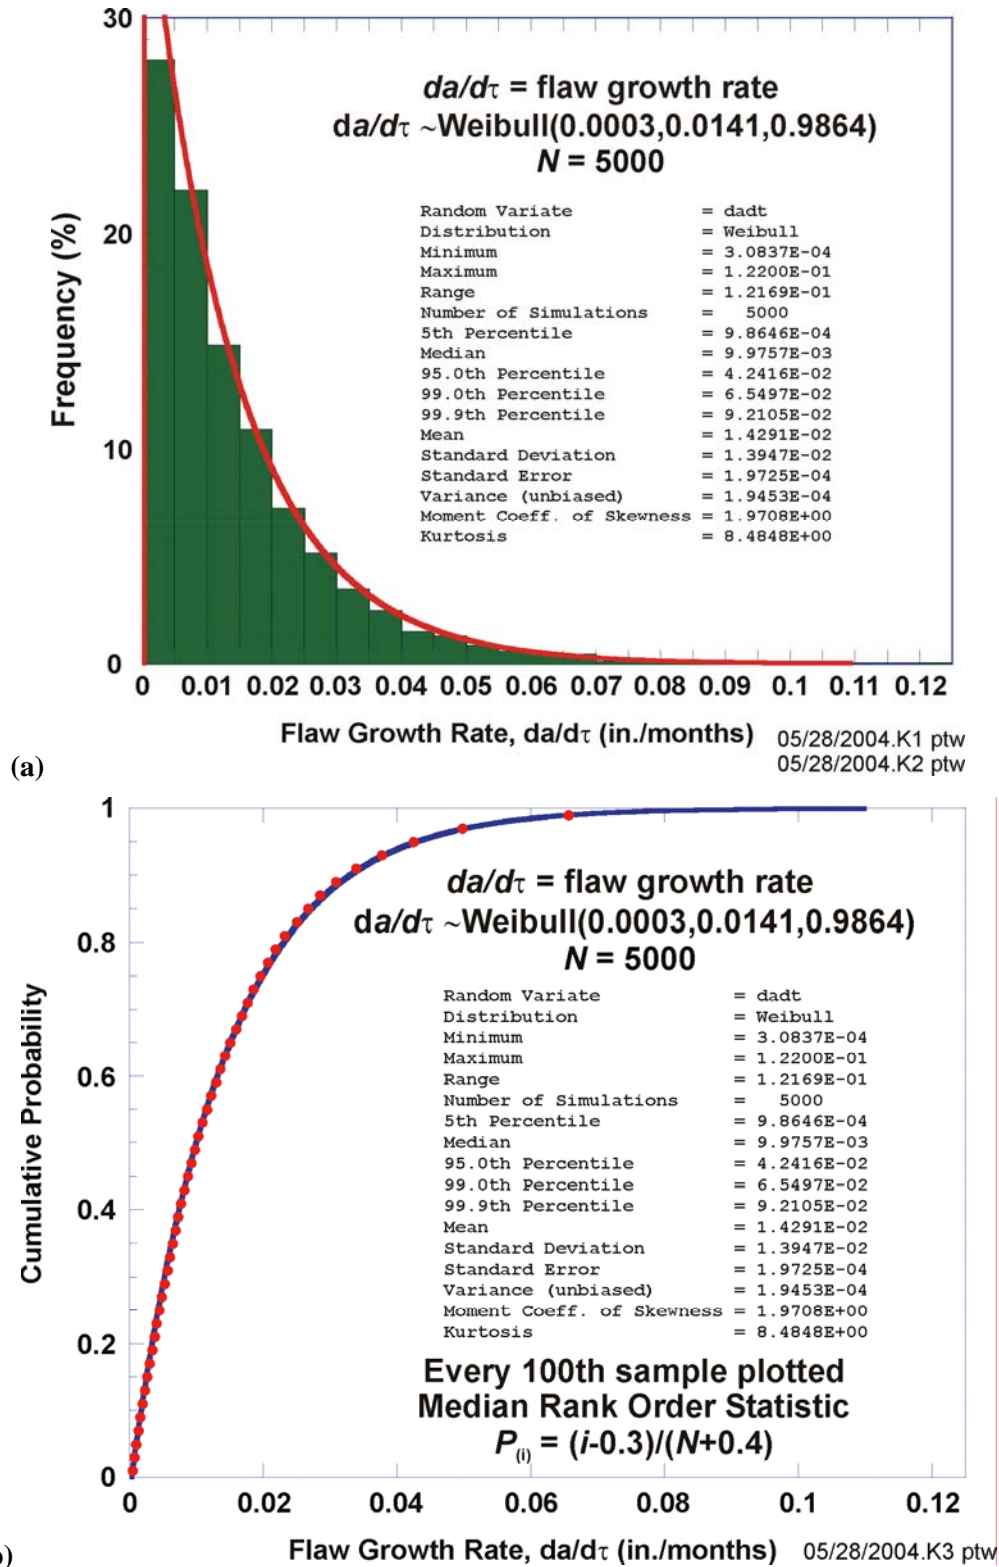 30
20
10
0
Frequency (%)
da/dτ = flaw growth rate
da/dτ ~Weibull(0.0003,0.0141,0.9864)
N = 5000
Random Variate = dadt
Distribution = Weibull
Minimum = 3.0837E-04
Maximum = 1.2200E-01
Range = 1.2169E-01
Number of Simulations = 5000
5th Percentile = 9.8646E-04
Median = 9.9757E-03
95.0th Percentile = 4.2416E-02
99.0th Percentile = 6.5497E-02
99.9th Percentile = 9.2105E-02
Mean = 1.4291E-02
Standard Deviation = 1.3947E-02
Standard Error = 1.9725E-04
Variance (unbiased) = 1.9453E-04
Moment Coeff. of Skewness = 1.9708E+00
Kurtosis = 8.4848E+00
0 0.01 0.02 0.03 0.04 0.05 0.06 0.07 0.08 0.09 0.1 0.11 0.12
Flaw Growth Rate, da/dτ (in./months)
05/28/2004.K1 ptw
05/28/2004.K2 ptw
(a)
1
0.8
0.6
0.4
0.2
0
Cumulative Probability
da/dτ = flaw growth rate
da/dτ ~Weibull(0.0003,0.0141,0.9864)
N = 5000
Random Variate = dadt
Distribution = Weibull
Minimum = 3.0837E-04
Maximum = 1.2200E-01
Range = 1.2169E-01
Number of Simulations = 5000
5th Percentile = 9.8646E-04
Median = 9.9757E-03
95.0th Percentile = 4.2416E-02
99.0th Percentile = 6.5497E-02
99.9th Percentile = 9.2105E-02
Mean = 1.4291E-02
Standard Deviation = 1.3947E-02
Standard Error = 1.9725E-04
Variance (unbiased) = 1.9453E-04
Moment Coeff. of Skewness = 1.9708E+00
Kurtosis = 8.4848E+00
Every 100th sample plotted
Median Rank Order Statistic
P(i) = (i-0.3)/(N+0.4)
0 0.02 0.04 0.06 0.08 0.1 0.12
Flaw Growth Rate, da/dτ (in./months)
05/28/2004.K3 ptw